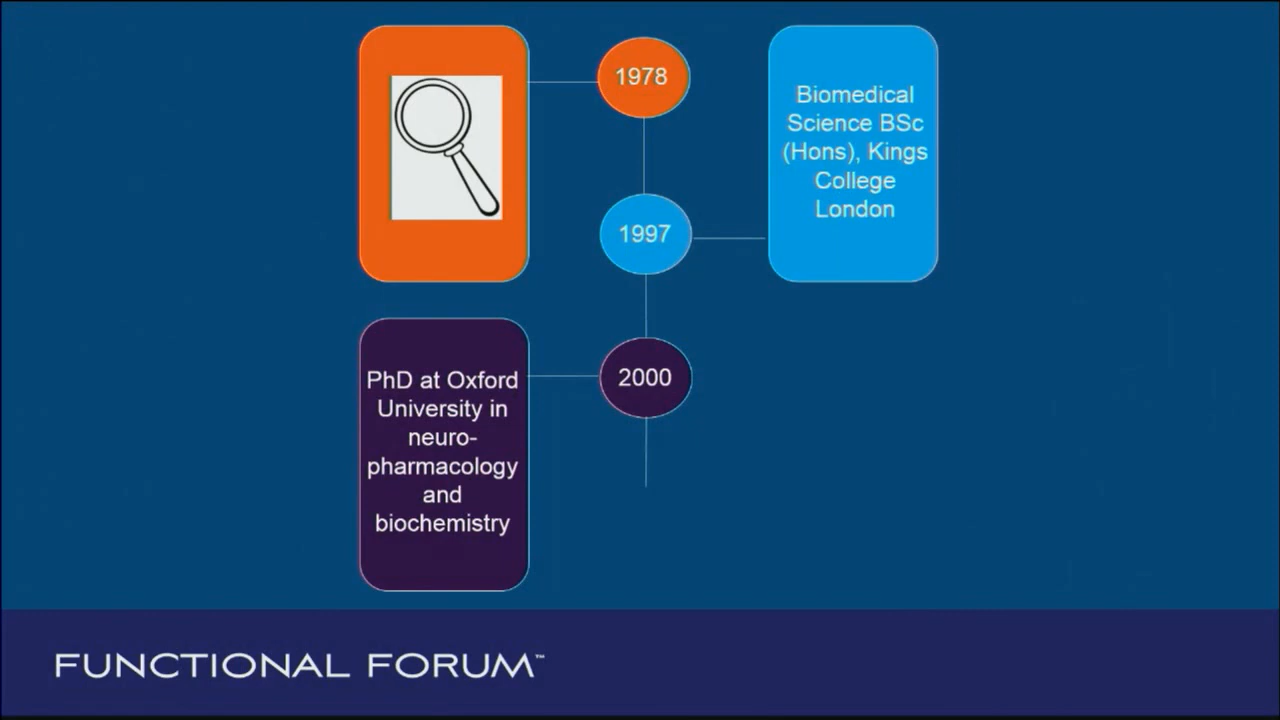 1978
Biomedical
Science BSc
(Hons), Kings
College
London
1997
PhD at Oxford
University in
neuro-
pharmacology
and
biochemistry
2000
FUNCTIONAL FORUM™